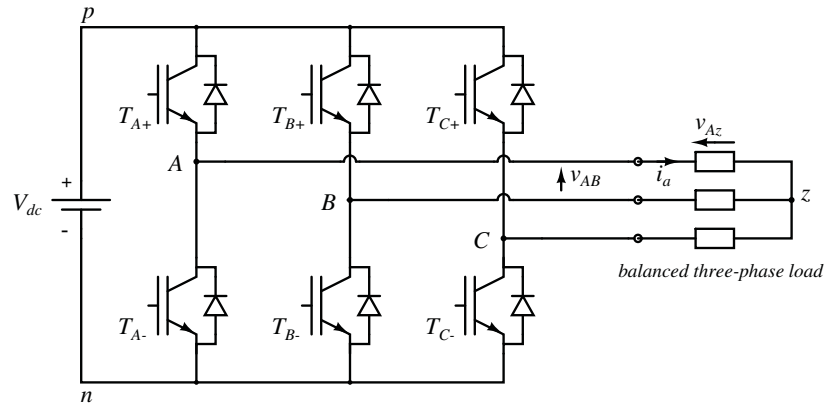 p
T_{A+}
T_{B+}
T_{C+}
v_{Az}
A
i_a
v_{AB}
+
V_{dc}
-
B
z
C
balanced three-phase load
T_{A-}
T_{B-}
T_{C-}
n